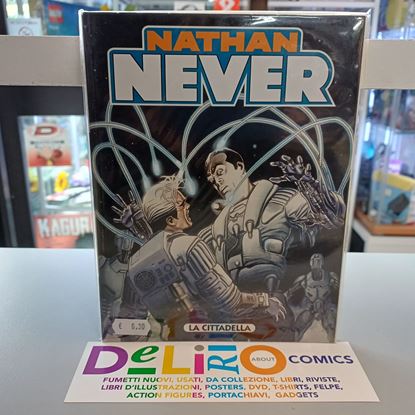 NATHAN
NEVER
LA CITTADELLA
DELIRIO ABOUT COMICS
FUMETTI NUOVI, USATI, DA COLLEZIONE, LIBRI, RIVISTE,
LIBRI D'ILLUSTRAZIONI, POSTERS, DVD, T-SHIRTS, FELPE,
ACTION FIGURES, PORTACHIAVI, GADGETS
KAGUR